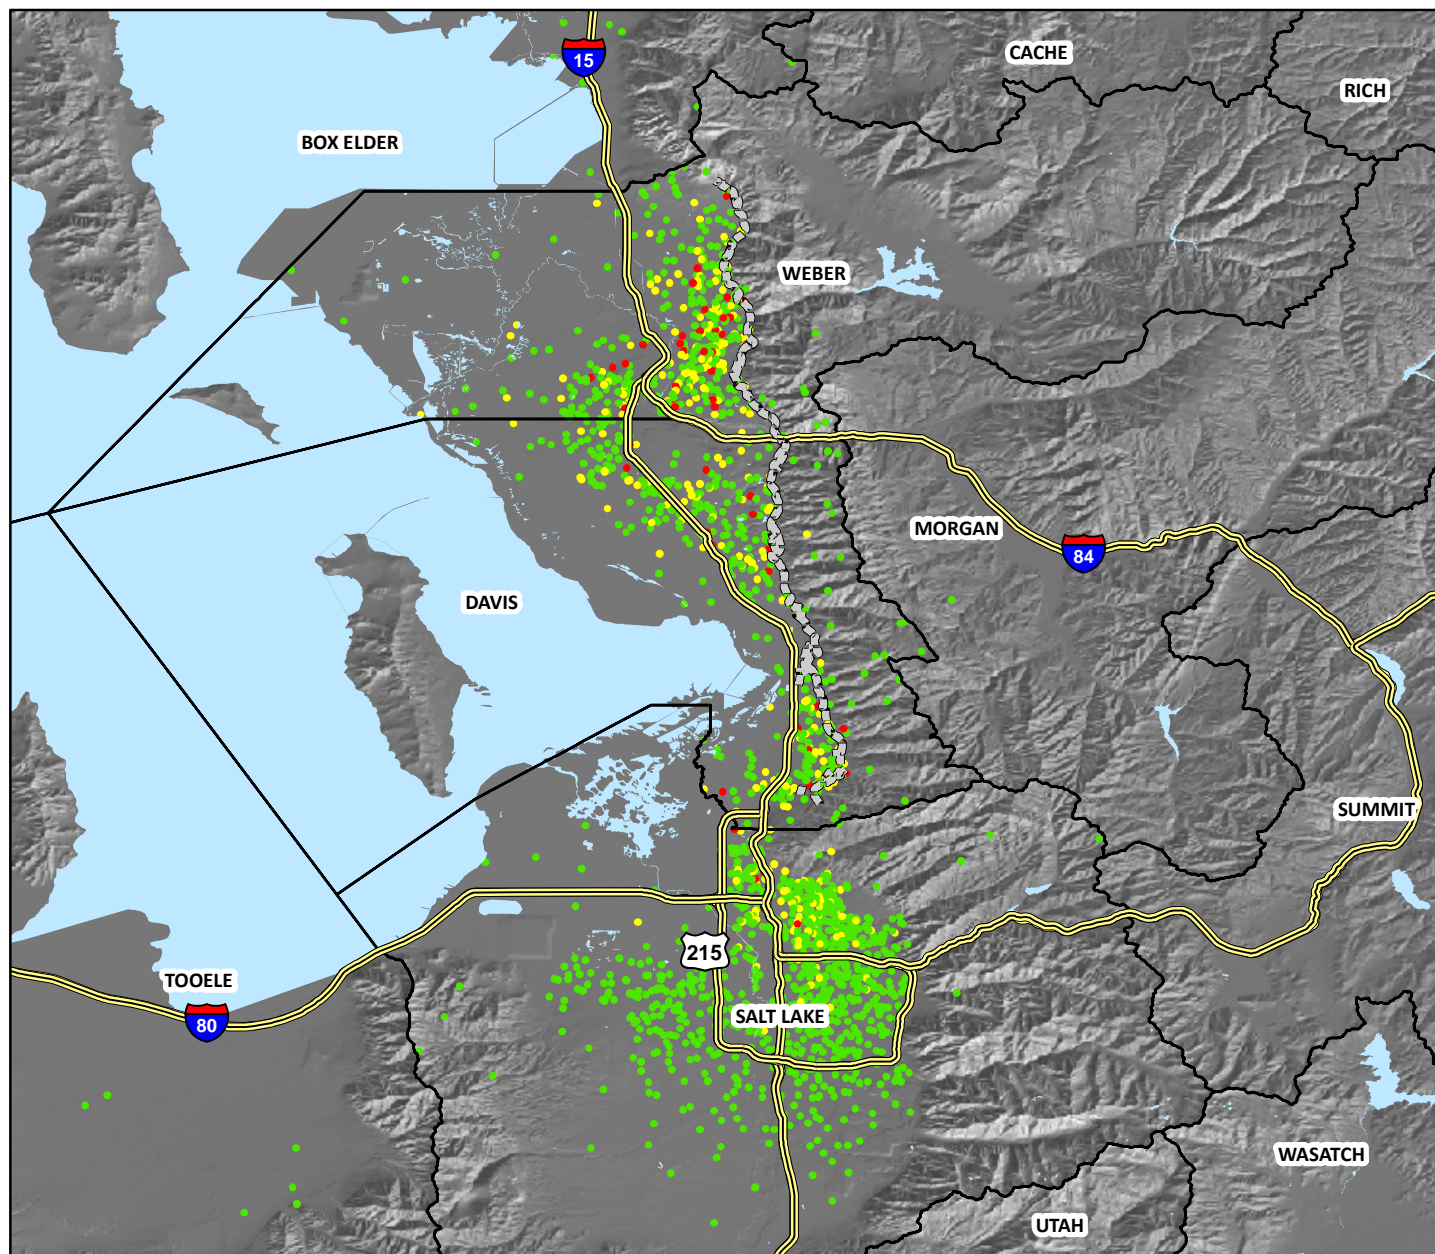 CACHE
15
RICH
BOX ELDER
WEBER
MORGAN
84
DAVIS
SUMMIT
215
TOOELE
SALT LAKE
80
WASATCH
UTAH